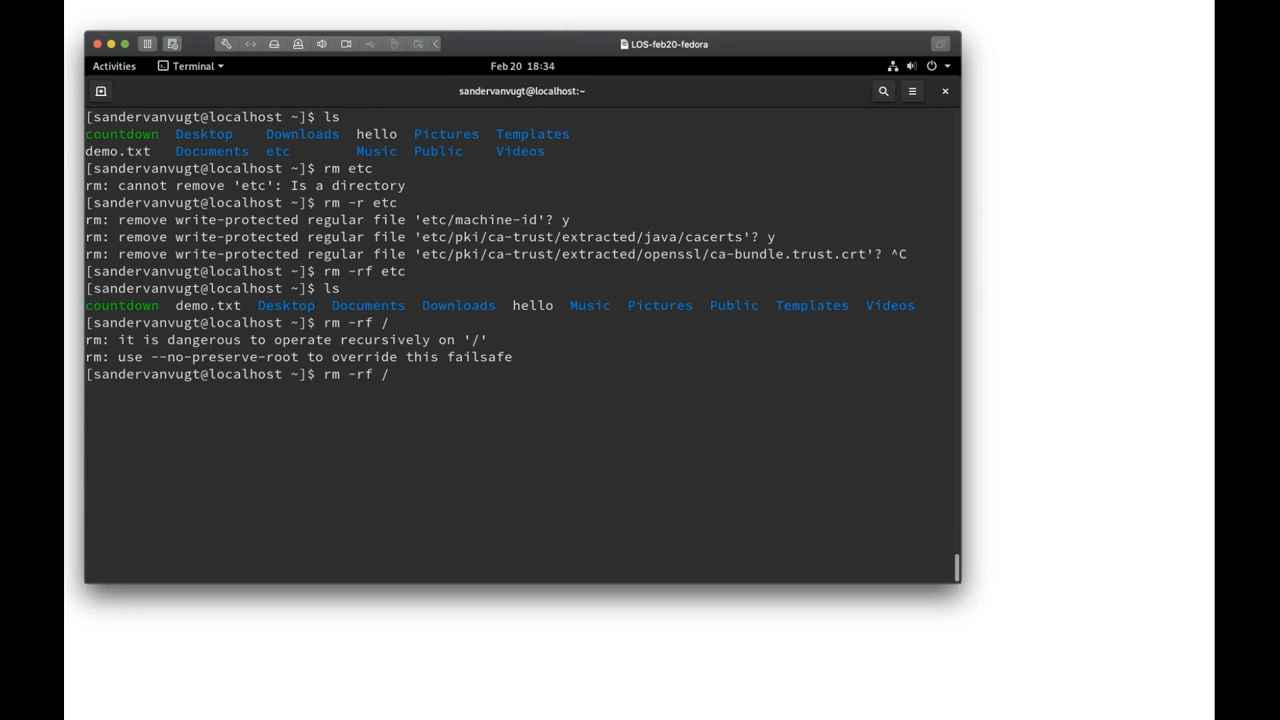 LOS-feb20-fedora
Activities Terminal Feb 20 18:34
sandervanvugt@localhost:~
[sandervanvugt@localhost ~]$ ls
countdown Desktop Downloads hello Pictures Templates
demo.txt Documents etc Music Public Videos
[sandervanvugt@localhost ~]$ rm etc
rm: cannot remove 'etc': Is a directory
[sandervanvugt@localhost ~]$ rm -r etc
rm: remove write-protected regular file 'etc/machine-id'? y
rm: remove write-protected regular file 'etc/pki/ca-trust/extracted/java/cacerts'? y
rm: remove write-protected regular file 'etc/pki/ca-trust/extracted/openssl/ca-bundle.trust.crt'? ^C
[sandervanvugt@localhost ~]$ rm -rf etc
[sandervanvugt@localhost ~]$ ls
countdown demo.txt Desktop Documents Downloads hello Music Pictures Public Templates Videos
[sandervanvugt@localhost ~]$ rm -rf /
rm: it is dangerous to operate recursively on '/'
rm: use --no-preserve-root to override this failsafe
[sandervanvugt@localhost ~]$ rm -rf /